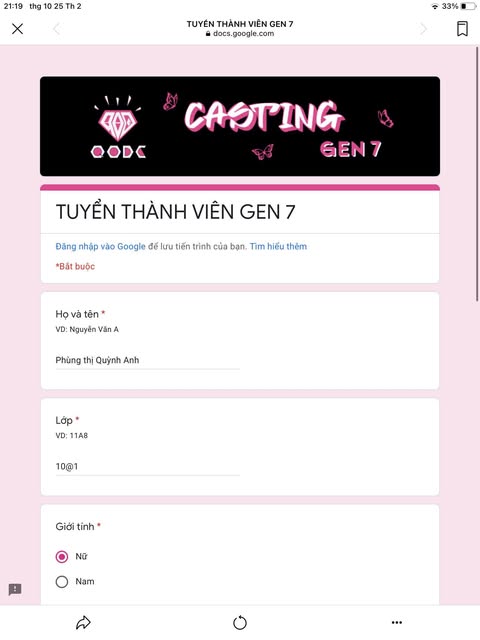 21:19 thg 10 25 Th 2
33%
TUYỂN THÀNH VIÊN GEN 7
docs.google.com
CASTING
GEN 7
TUYỂN THÀNH VIÊN GEN 7
Đăng nhập vào Google để lưu tiến trình của bạn. Tìm hiểu thêm
*Bắt buộc
Họ và tên *
VD: Nguyễn Văn A
Phùng thị Quỳnh Anh
Lớp *
VD: 11A8
10@1
Giới tính *
Nữ
Nam